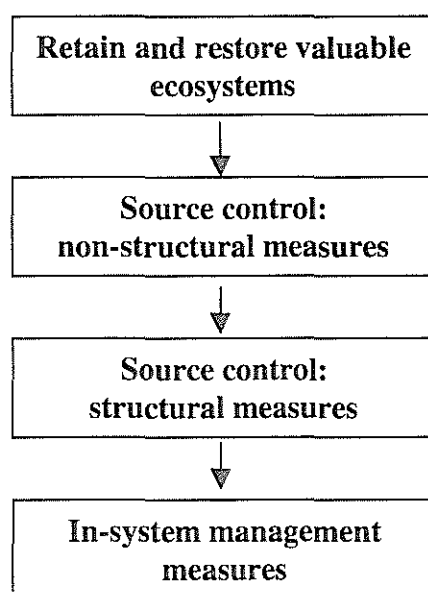 Retain and restore valuable
ecosystems
Source control:
non-structural measures
Source control:
structural measures
In-system management
measures